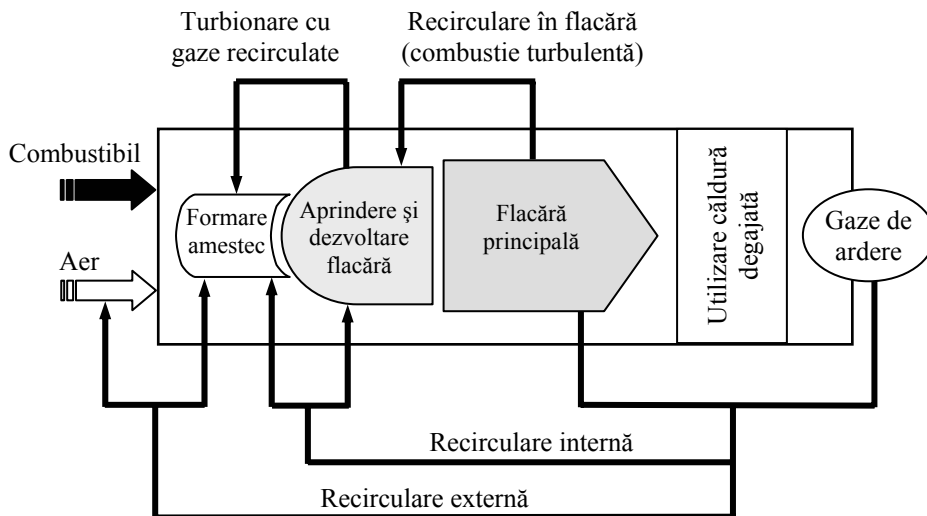 Turbionare cu
gaze recirculate
Recirculare în flacără
(combustie turbulentă)
Combustibil
Aer
Formare
amestec
Aprindere şi
dezvoltare
flacără
Flacără
principală
Utilizare căldură
degajată
Gaze de
ardere
Recirculare internă
Recirculare externă